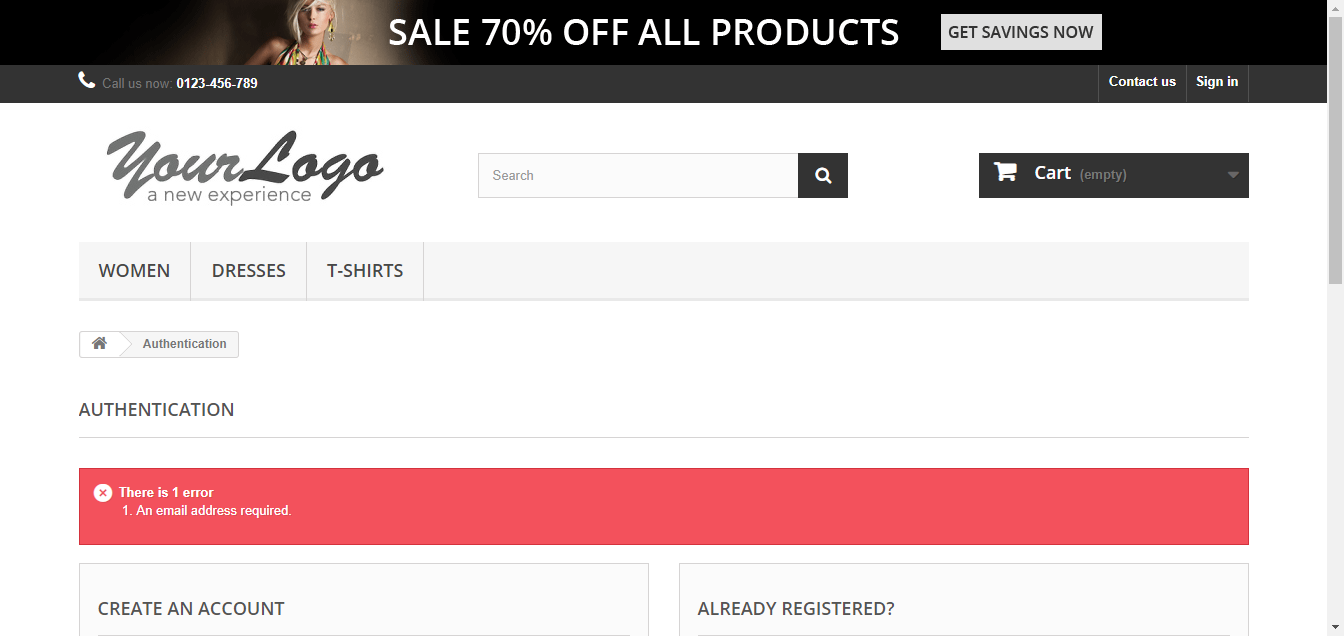 SALE 70% OFF ALL PRODUCTS GET SAVINGS NOW
Call us now: 0123-456-789 Contact us Sign in
YourLogo
a new experience
Search Cart (empty)
WOMEN DRESSES T-SHIRTS
Authentication
AUTHENTICATION
There is 1 error
1. An email address required.
CREATE AN ACCOUNT ALREADY REGISTERED?